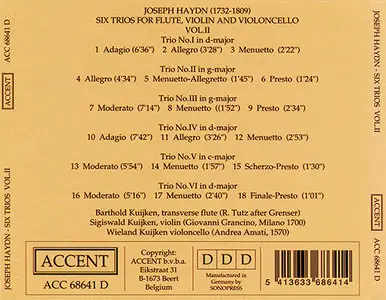 JOSEPH HAYDN (1732-1809)
SIX TRIOS FOR FLUTE, VIOLIN AND VIOLONCELLO
VOL.II
Trio No.I in d-major
1 Adagio (6'36") 2 Allegro (3'28") 3 Menuetto (2'22")
Trio No.II in g-major
4 Allegro (4'34") 5 Menuetto-Allegretto (1'45") 6 Presto (1'24")
Trio No.III in g-major
7 Moderato (7'14") 8 Menuetto ((1'52") 9 Presto (2'34")
Trio No.IV in d-major
10 Adagio (7'42") 11 Allegro (3'26") 12 Menuetto (2'53")
Trio No.V in c-major
13 Moderato (5'54") 14 Menuetto (1'57") 15 Scherzo-Presto (1'30")
Trio No.VI in d-major
16 Moderato (5'16") 17 Menuetto (2'40") 18 Finale-Presto (1'01")
Barthold Kuijken, transverse flute (R. Tutz after Grenser)
Sigiswald Kuijken, violin (Giovanni Grancino, Milano 1700)
Wieland Kuijken violoncello (Andrea Amati, 1570)
ACCENT
ACC 68641 D
Copyright:
ACCENT b.v.b.a.
Eikstraat 31
B-1673 Beert
Belgium
D D D
Manufactured in
Germany by
SONOPRESS
5 413633 686414
ACC 68641 D
ACCENT
JOSEPH HAYDN - SIX TRIOS VOL.II
JOSEPH HAYDN - SIX TRIOS VOL.II
ACCENT
ACC 68641 D